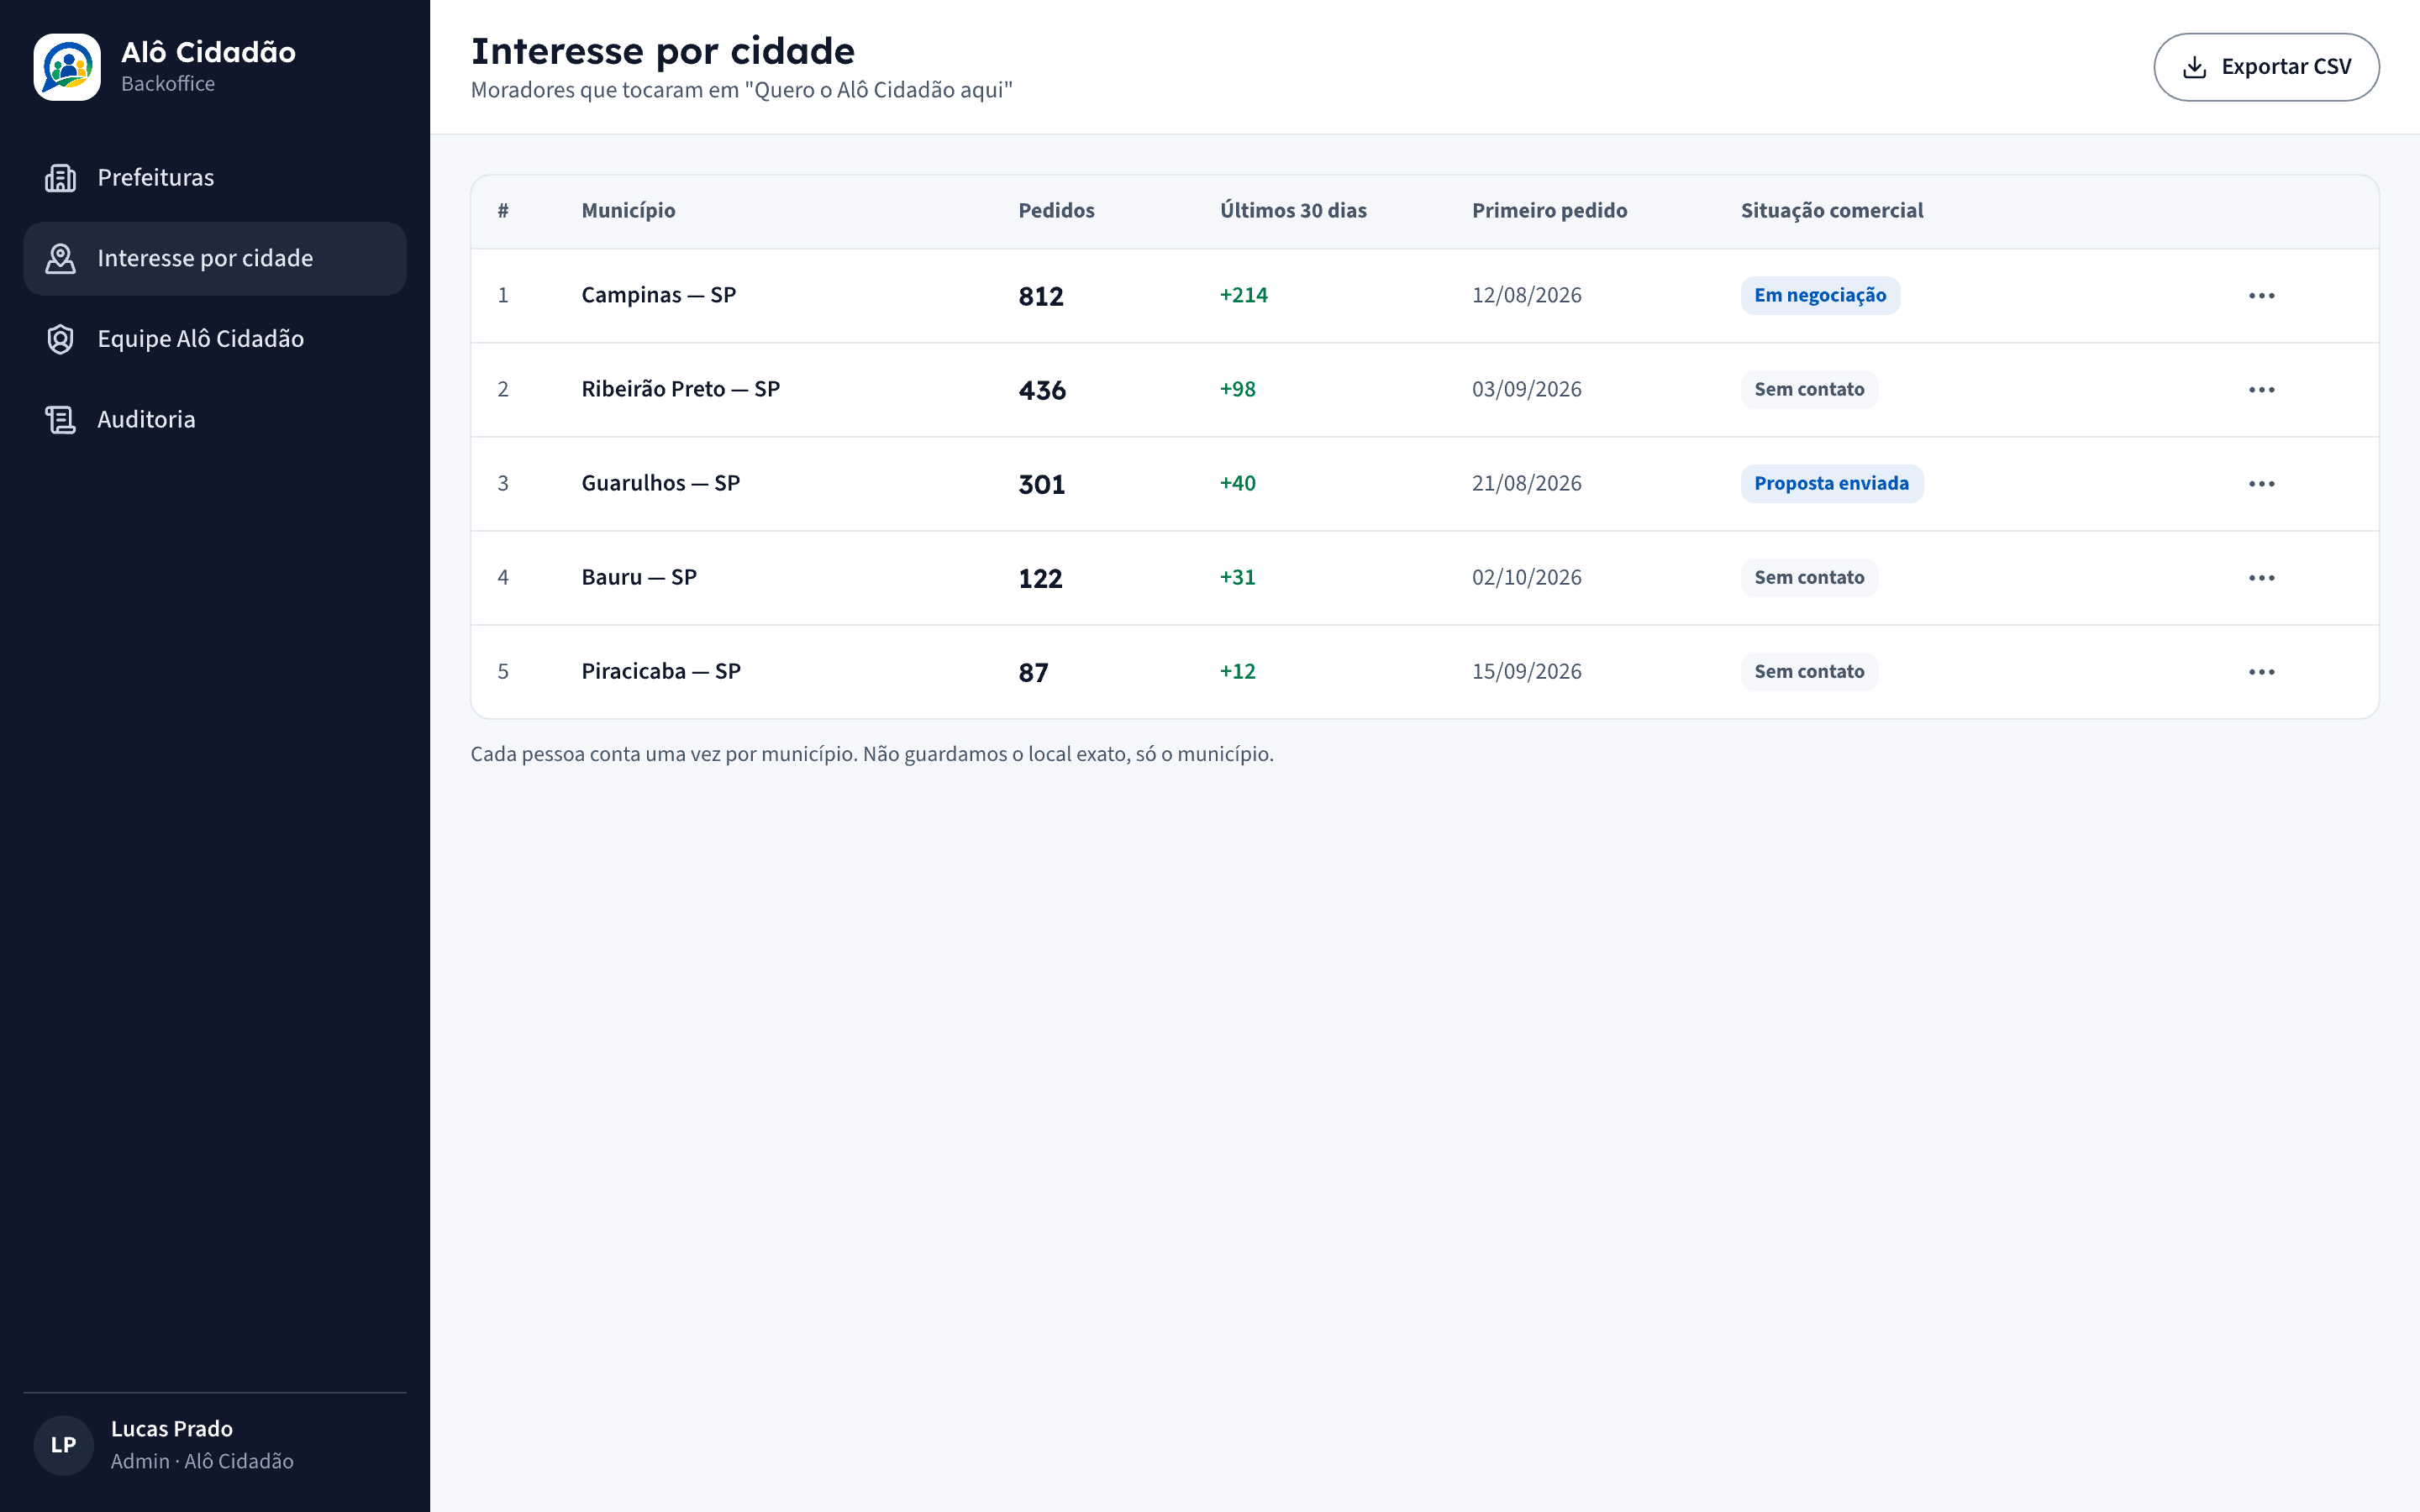 Alô Cidadão
Backoffice
Prefeituras
Interesse por cidade
Equipe Alô Cidadão
Auditoria
LP
Lucas Prado
Admin · Alô Cidadão
Interesse por cidade
Moradores que tocaram em "Quero o Alô Cidadão aqui"
Exportar CSV
# Município Pedidos Últimos 30 dias Primeiro pedido Situação comercial
1 Campinas — SP 812 +214 12/08/2026 Em negociação
2 Ribeirão Preto — SP 436 +98 03/09/2026 Sem contato
3 Guarulhos — SP 301 +40 21/08/2026 Proposta enviada
4 Bauru — SP 122 +31 02/10/2026 Sem contato
5 Piracicaba — SP 87 +12 15/09/2026 Sem contato
Cada pessoa conta uma vez por município. Não guardamos o local exato, só o município.